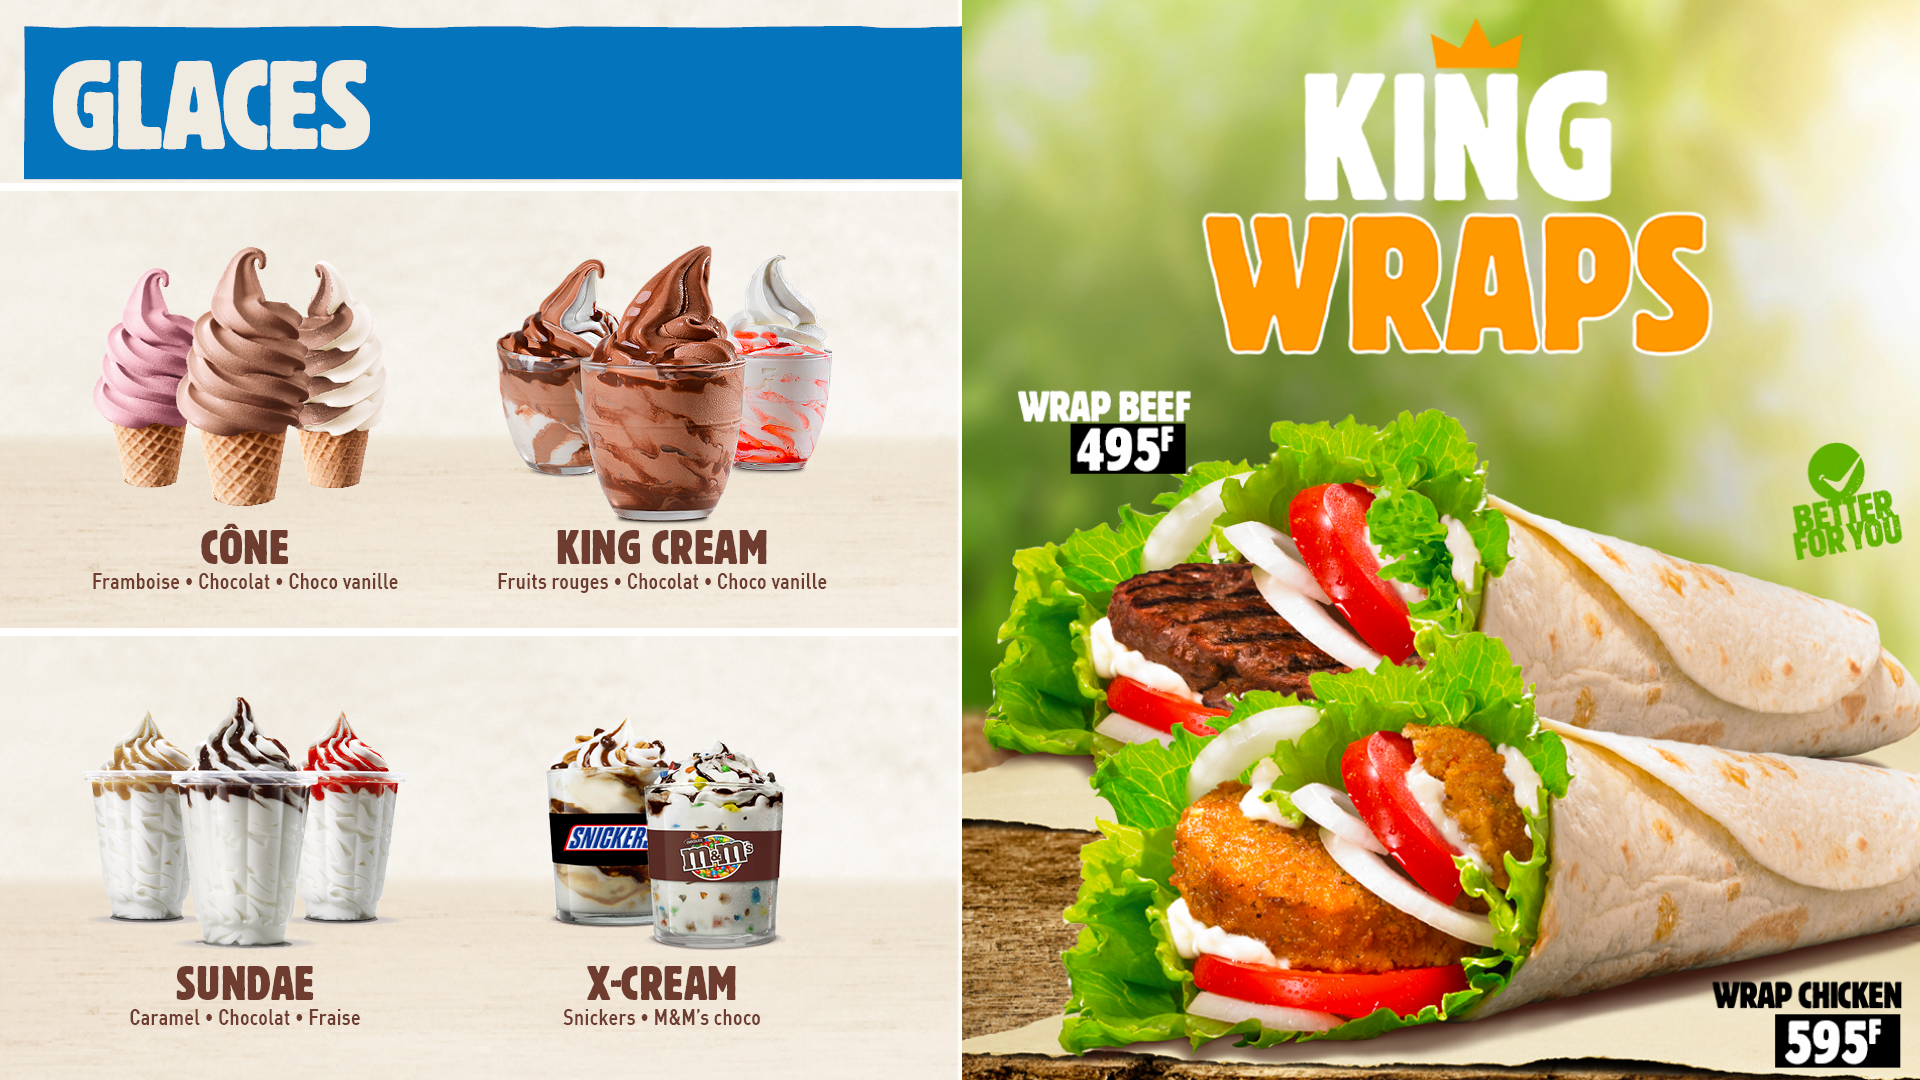 GLACES
CÔNE
Framboise • Chocolat • Choco vanille
KING CREAM
Fruits rouges • Chocolat • Choco vanille
SUNDAE
Caramel • Chocolat • Fraise
SNICKERS
m&m's
X-CREAM
Snickers • M&M's choco
KING
WRAPS
WRAP BEEF
495F
BETTER
FOR YOU
WRAP CHICKEN
595F